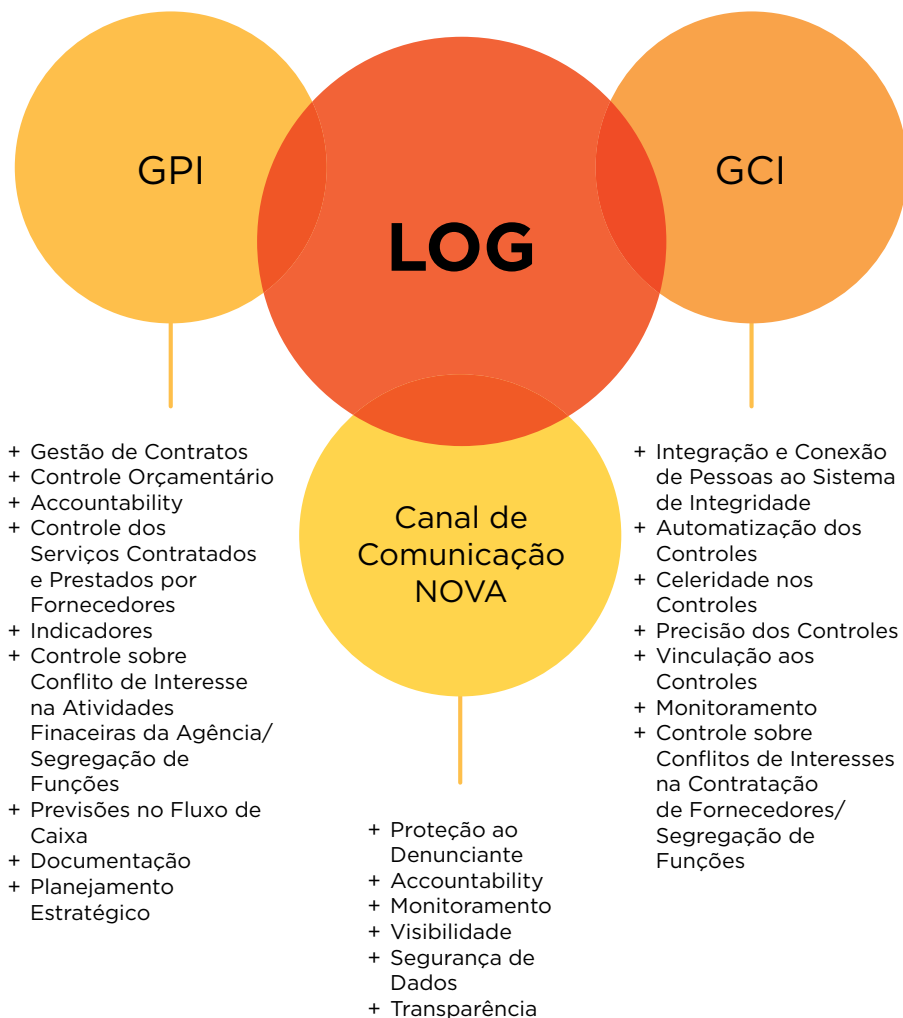 GPI
LOG
GCI
Canal de
Comunicação
NOVA
+ Gestão de Contratos
+ Controle Orçamentário
+ Accountability
+ Controle dos
Serviços Contratados
e Prestados por
Fornecedores
+ Indicadores
+ Controle sobre
Conflito de Interesse
na Atividades
Finaceiras da Agência/
Segregação de
Funções
+ Previsões no Fluxo de
Caixa
+ Documentação
+ Planejamento
Estratégico
+ Proteção ao
Denunciante
+ Accountability
+ Monitoramento
+ Visibilidade
+ Segurança de
Dados
+ Transparência
+ Integração e Conexão
de Pessoas ao Sistema
de Integridade
+ Automatização dos
Controles
+ Celeridade nos
Controles
+ Precisão dos Controles
+ Vinculação aos
Controles
+ Monitoramento
+ Controle sobre
Conflitos de Interesses
na Contratação
de Fornecedores/
Segregação de
Funções